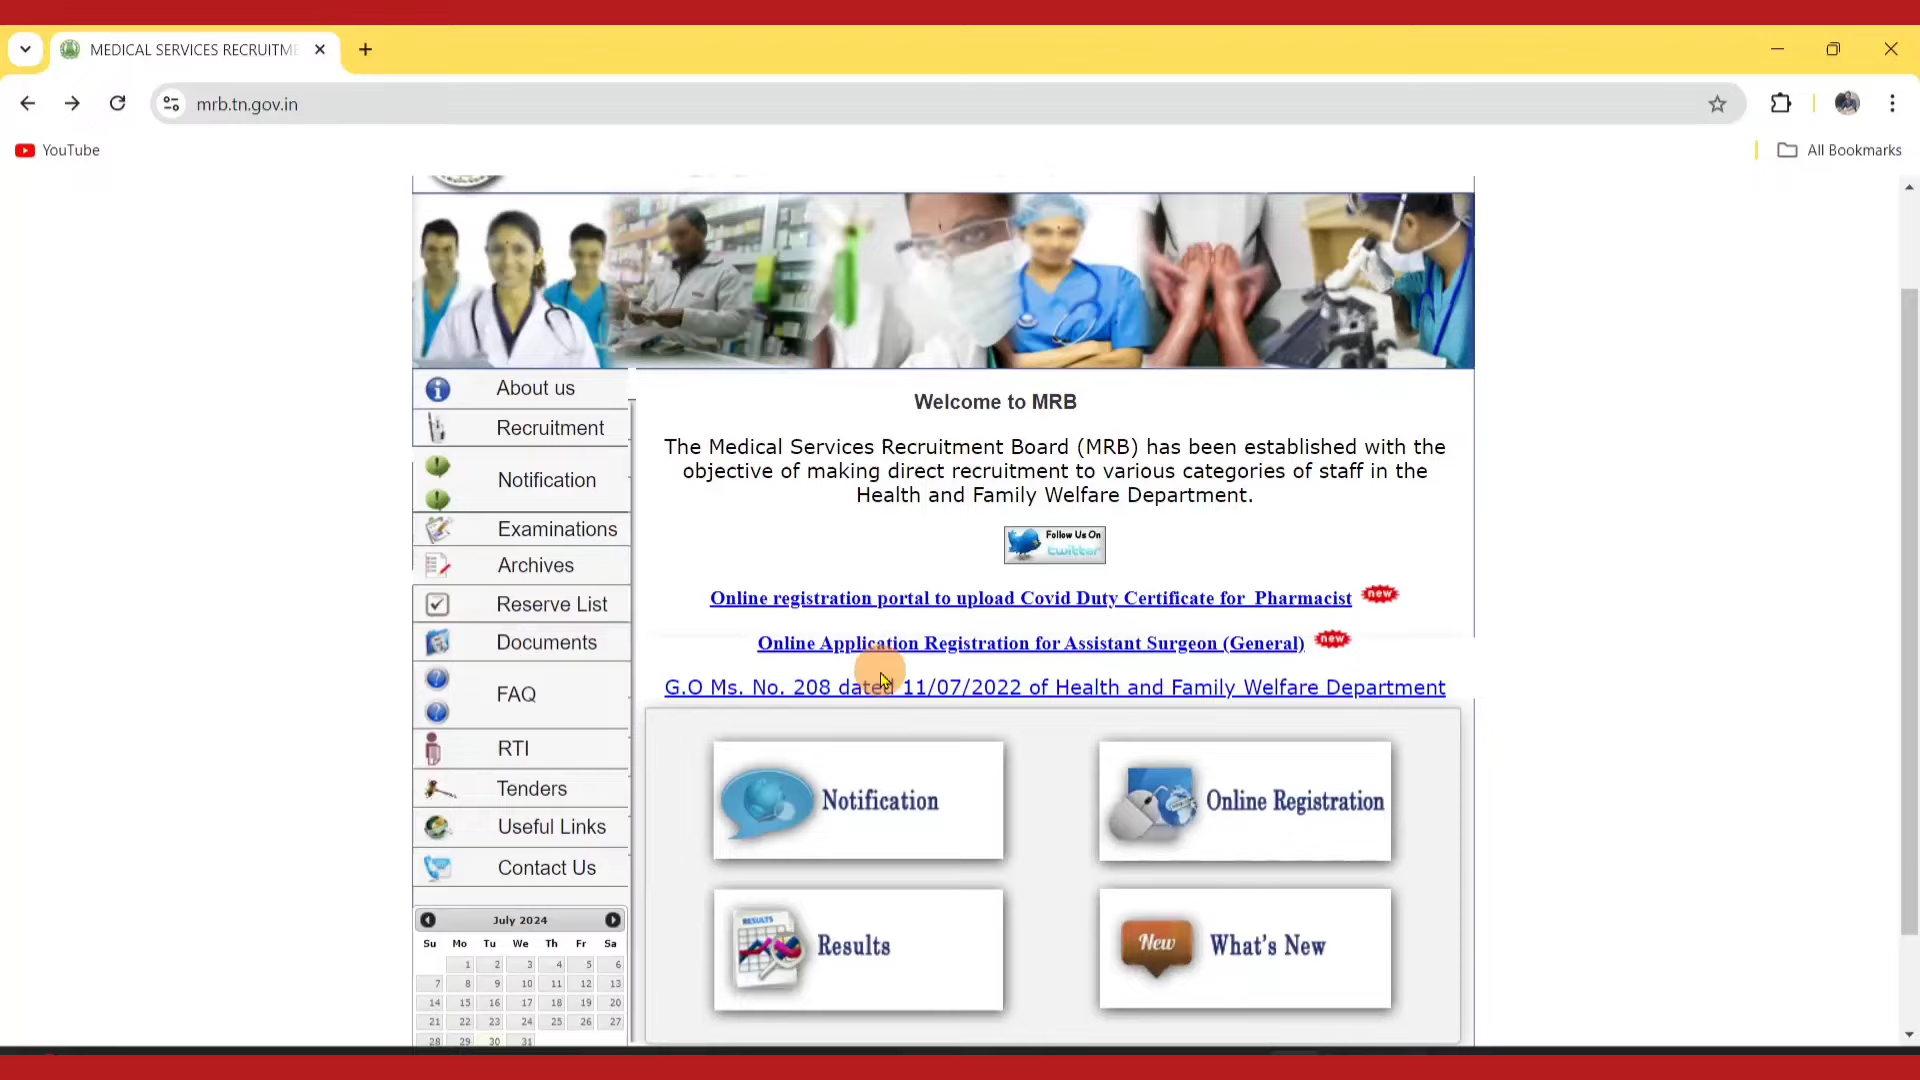 MEDICAL SERVICES RECRUITME
mrb.tn.gov.in
YouTube
All Bookmarks
About us
Recruitment
Notification
Examinations
Archives
Reserve List
Documents
FAQ
RTI
Tenders
Useful Links
Contact Us
July 2024
Su Mo Tu We Th Fr Sa
1 2 3 4 5 6
7 8 9 10 11 12 13
14 15 16 17 18 19 20
21 22 23 24 25 26 27
28 29 30 31
Welcome to MRB
The Medical Services Recruitment Board (MRB) has been established with the
objective of making direct recruitment to various categories of staff in the
Health and Family Welfare Department.
Follow Us On
twitter
Online registration portal to upload Covid Duty Certificate for Pharmacist new
Online Application Registration for Assistant Surgeon (General) new
G.O Ms. No. 208 dated 11/07/2022 of Health and Family Welfare Department
Notification
Online Registration
RESULTS
Results
New
What's New